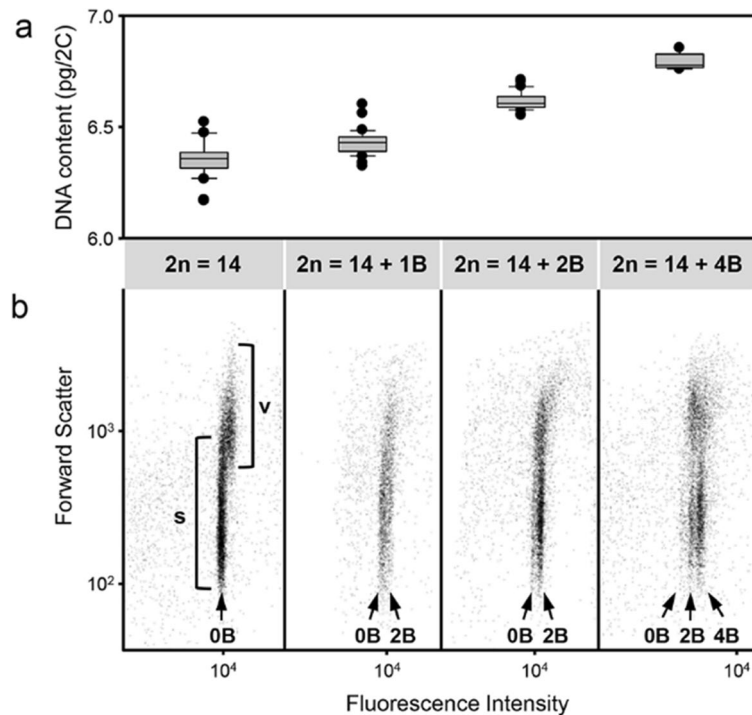 a
7.0
6.5
6.0
DNA content (pg/2C)
2n = 14
2n = 14 + 1B
2n = 14 + 2B
2n = 14 + 4B
b
v
s
10³
10²
Forward Scatter
0B
0B 2B
0B 2B
0B 2B 4B
10⁴
10⁴
10⁴
10⁴
Fluorescence Intensity